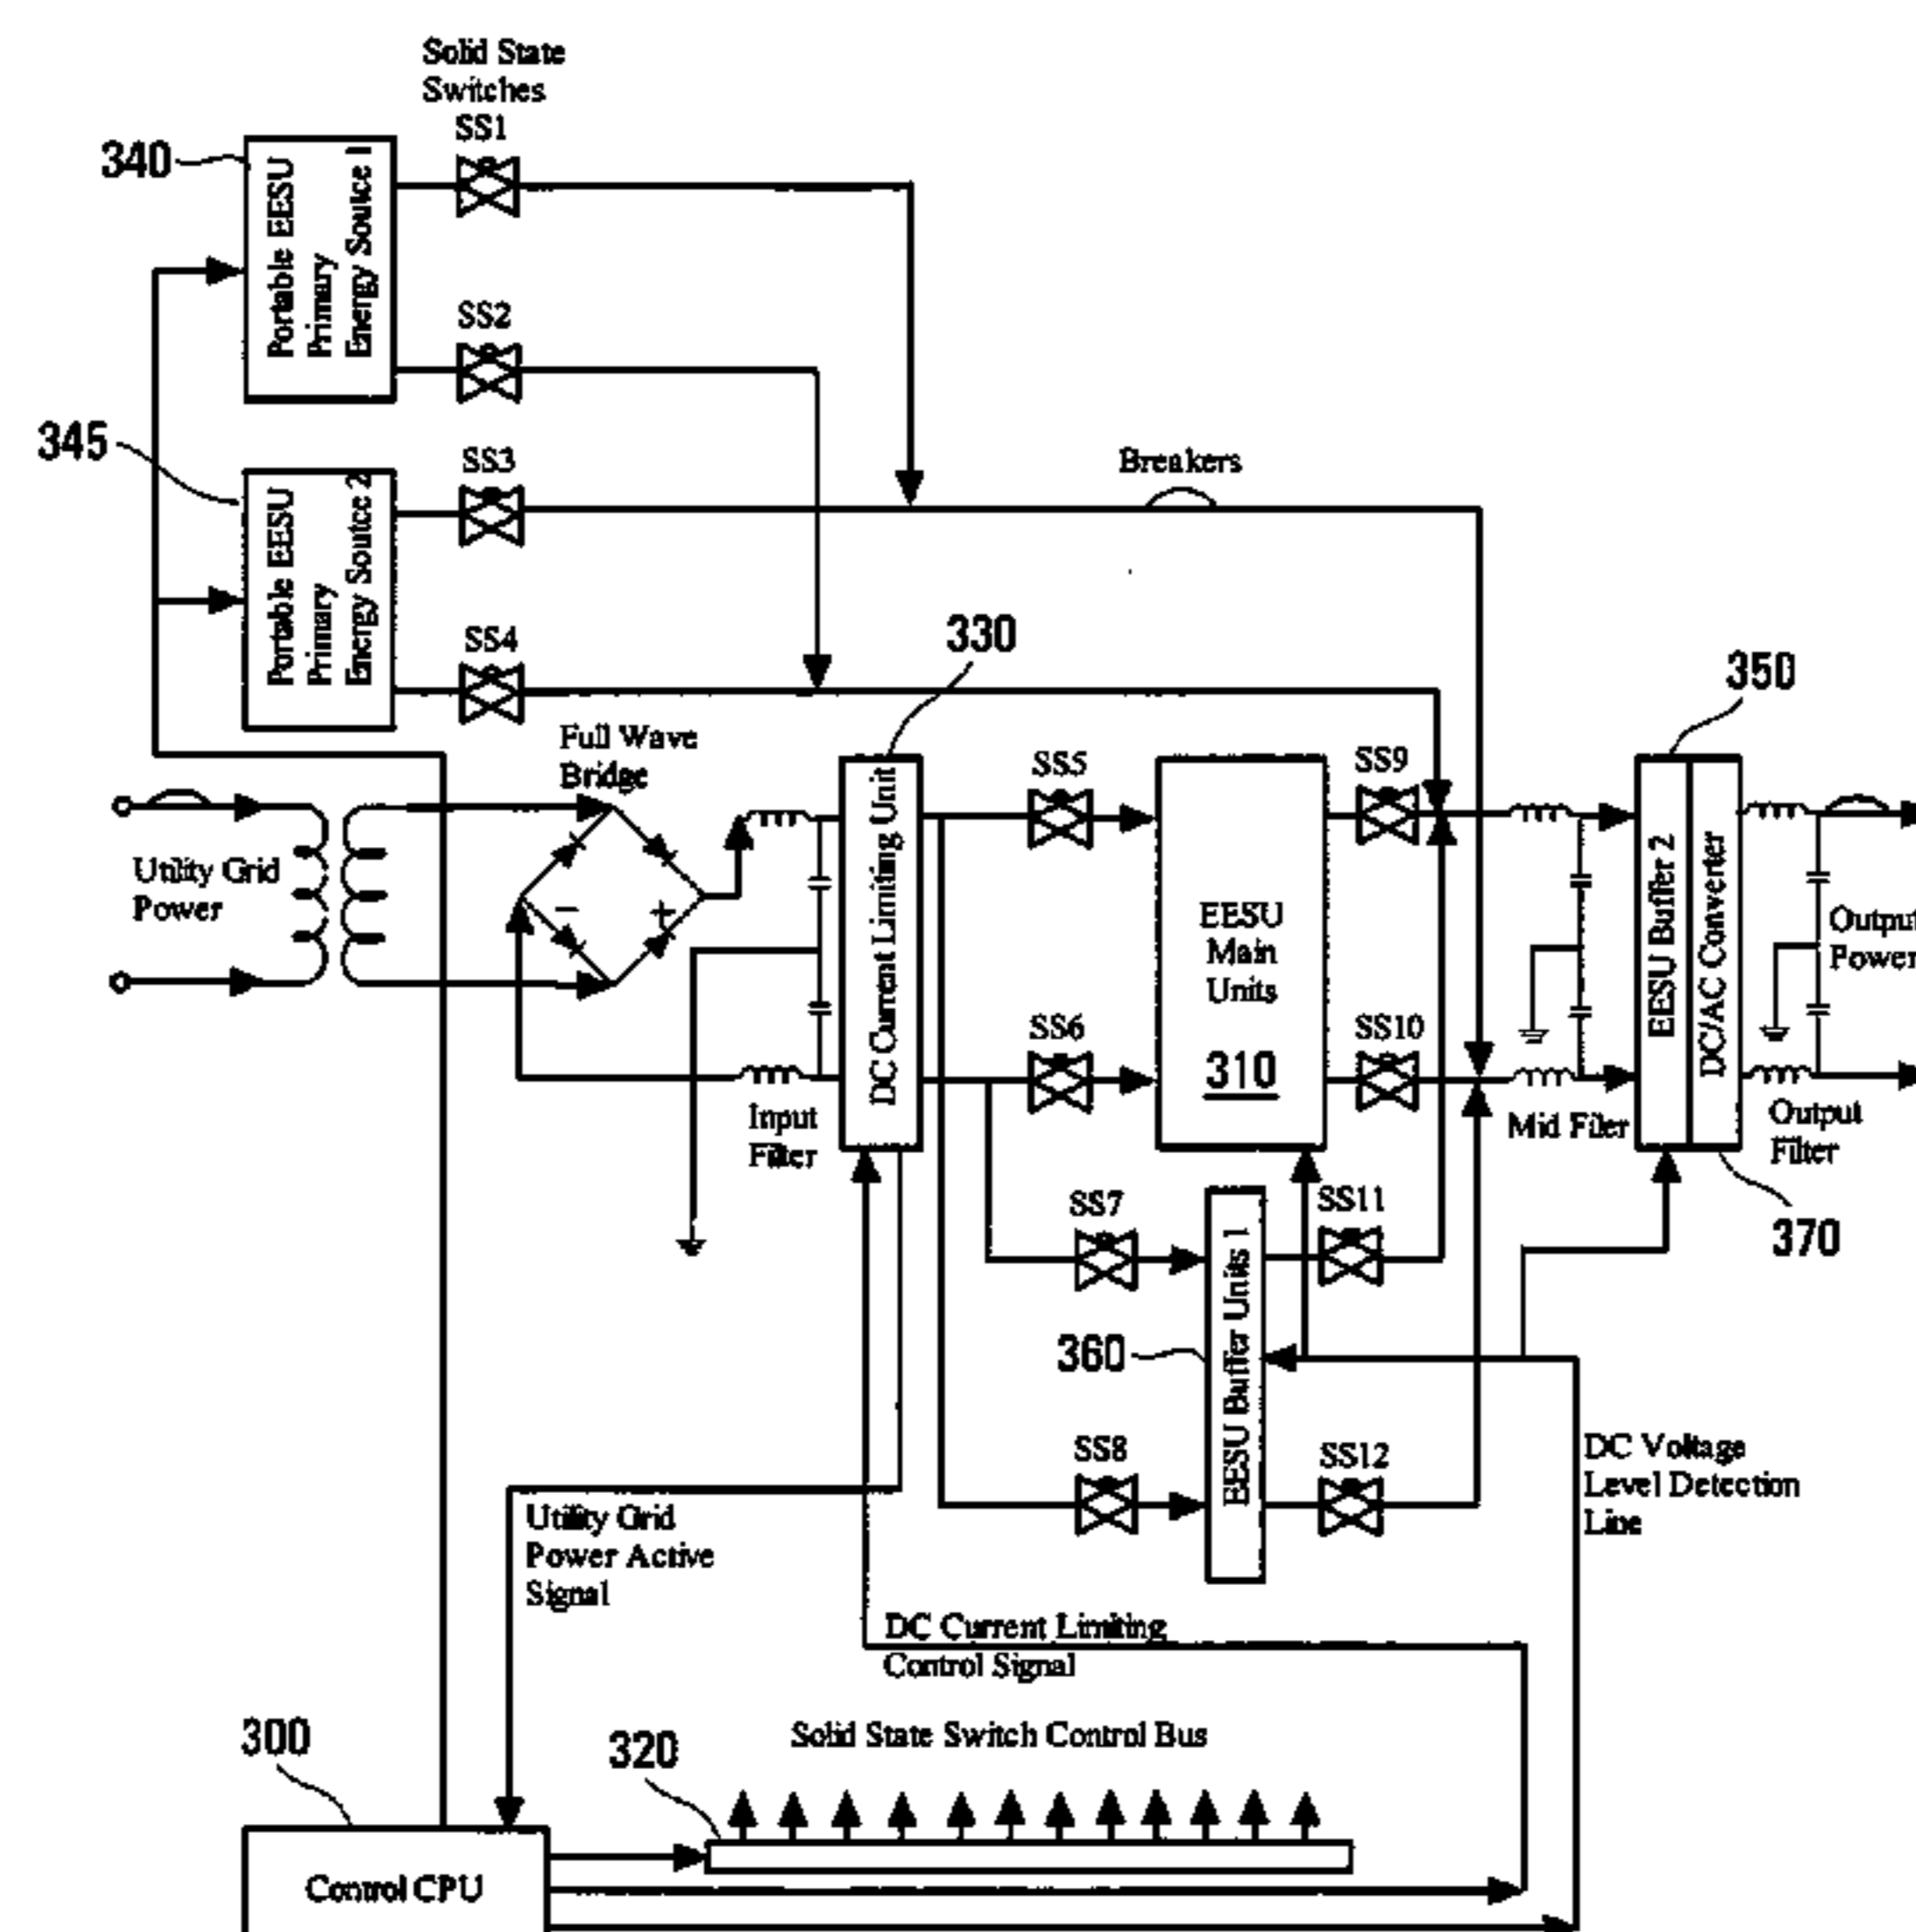 Solid State
Switches
SS1
340
Portable EESU
Primary
Energy Source 1
SS2
345
SS3
Breakers
Portable EESU
Primary
Energy Source 2
SS4
330
350
Full Wave
Bridge
DC Current Limiting Unit
SS5
SS9
Utility Grid
Power
−
+
EESU
Main
Units
310
EESU Buffer 2
DC/AC Converter
Output
Power
SS6
SS10
Input
Filter
Mid Filer
Output
Filter
370
SS7
SS11
EESU Buffer Units 1
360
SS8
SS12
DC Voltage
Level Detection
Line
Utility Grid
Power Active
Signal
DC Current Limiting
Control Signal
300
320
Solid State Switch Control Bus
Control CPU